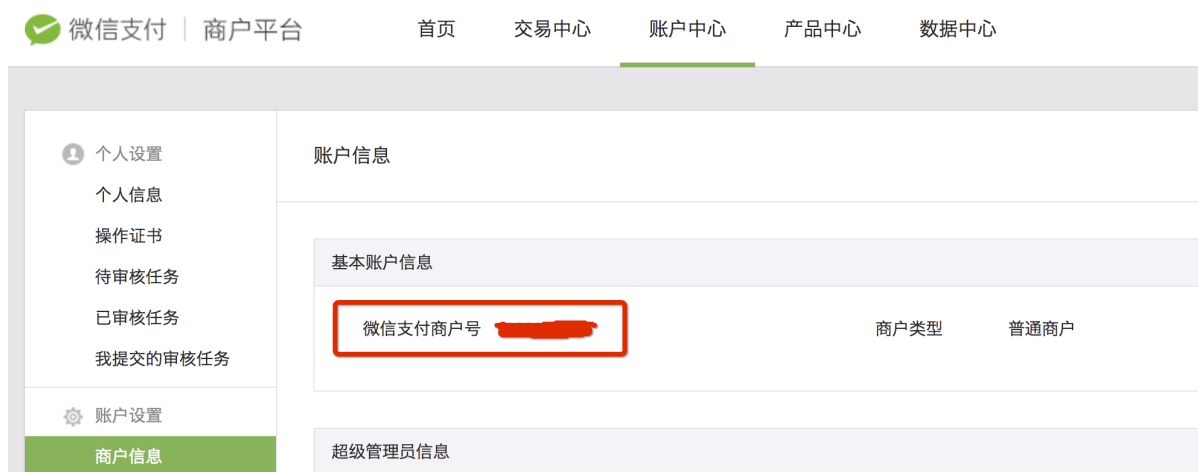 微信支付 | 商户平台 首页 交易中心 账户中心 产品中心 数据中心
个人设置
个人信息
操作证书
待审核任务
已审核任务
我提交的审核任务
账户设置
商户信息
账户信息
基本账户信息
微信支付商户号 商户类型 普通商户
超级管理员信息